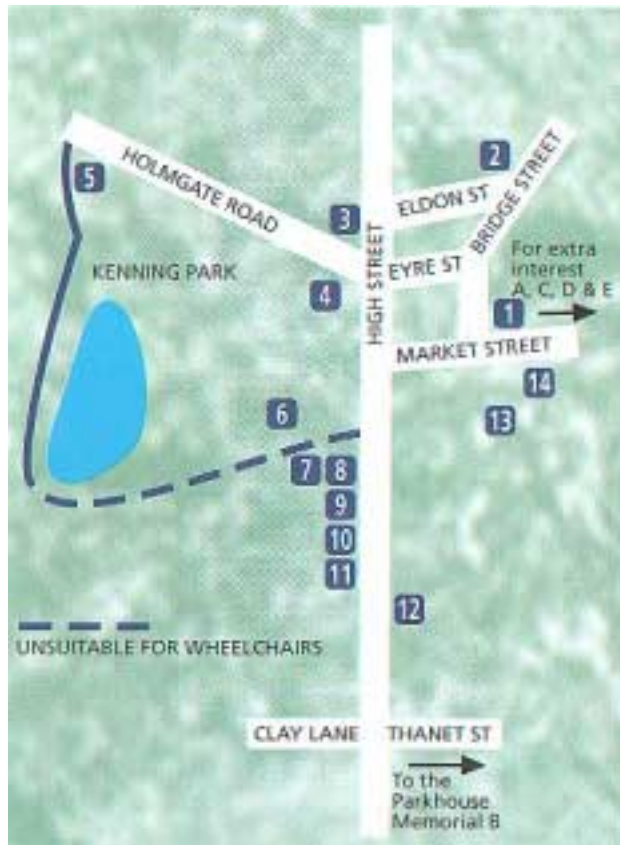 2
BRIDGE STREET
HOLMGATE ROAD
5
ELDON ST
3
HIGH STREET
EYRE ST
For extra
interest
A, C, D & E
KENNING PARK
4
1
MARKET STREET
14
6
13
7 8
9
10
11
12
UNSUITABLE FOR WHEELCHAIRS
CLAY LANE
THANET ST
To the
Parkhouse
Memorial B